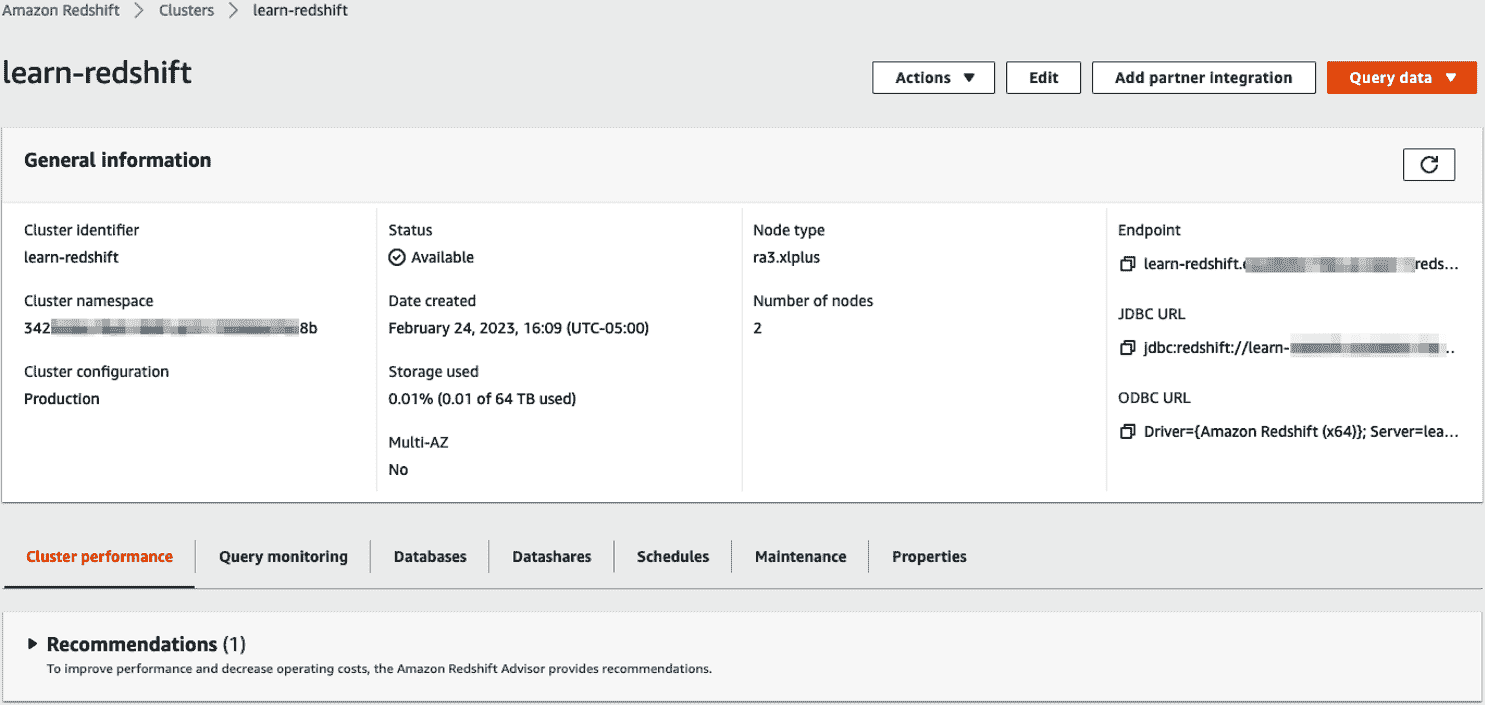 Amazon Redshift > Clusters > learn-redshift
learn-redshift
Actions ▼
Edit
Add partner integration
Query data ▼
General information
Cluster identifier
learn-redshift
Cluster namespace
342 8b
Cluster configuration
Production
Status
Available
Date created
February 24, 2023, 16:09 (UTC-05:00)
Storage used
0.01% (0.01 of 64 TB used)
Multi-AZ
No
Node type
ra3.xlplus
Number of nodes
2
Endpoint
learn-redshift. reds...
JDBC URL
jdbc:redshift://learn- ...
ODBC URL
Driver={Amazon Redshift (x64)}; Server=lea...
Cluster performance
Query monitoring
Databases
Datashares
Schedules
Maintenance
Properties
Recommendations (1)
To improve performance and decrease operating costs, the Amazon Redshift Advisor provides recommendations.